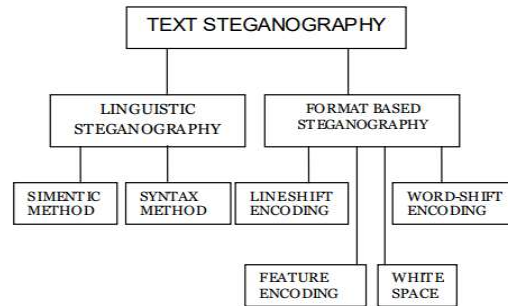 TEXT STEGANOGRAPHY
LINGUISTIC
STEGANOGRAPHY
FORMAT BASED
STEGANOGRAPHY
SIMENTIC
METHOD
SYNTAX
METHOD
LINESHIFT
ENCODING
WORD-SHIFT
ENCODING
FEATURE
ENCODING
WHITE
SPACE